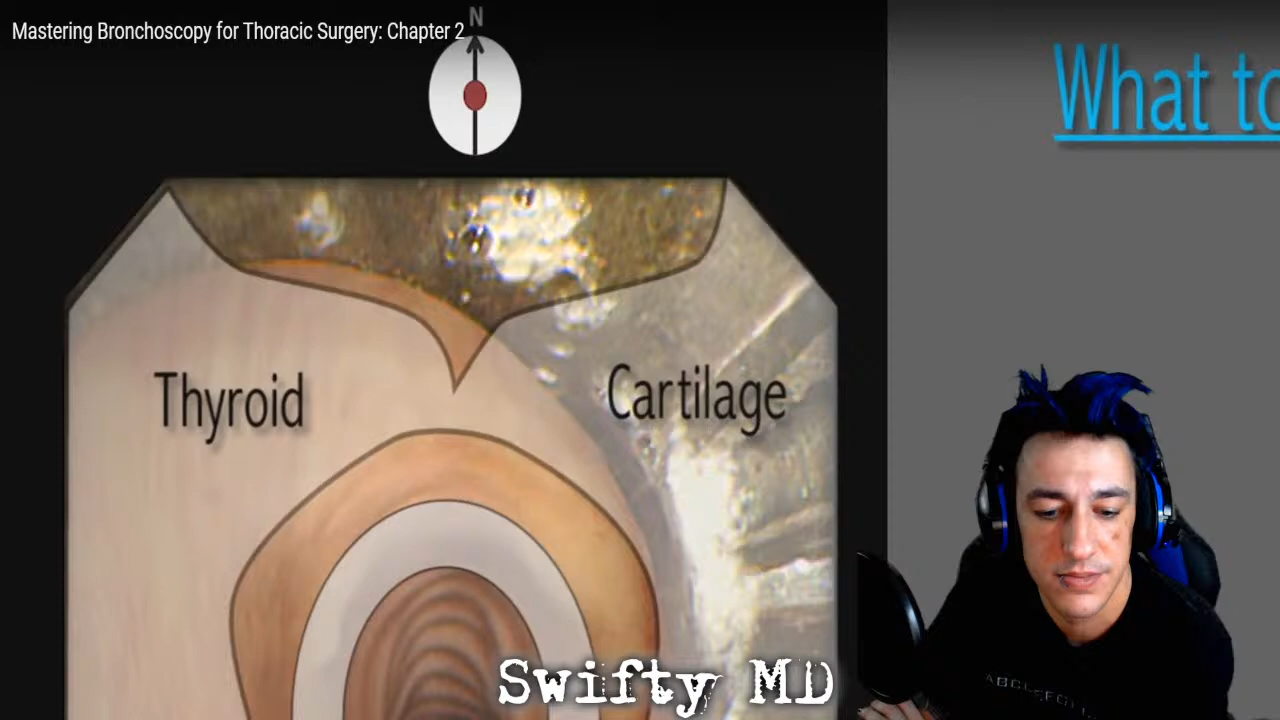 Mastering Bronchoscopy for Thoracic Surgery: Chapter 2
N
What to
Thyroid
Cartilage
Swifty MD